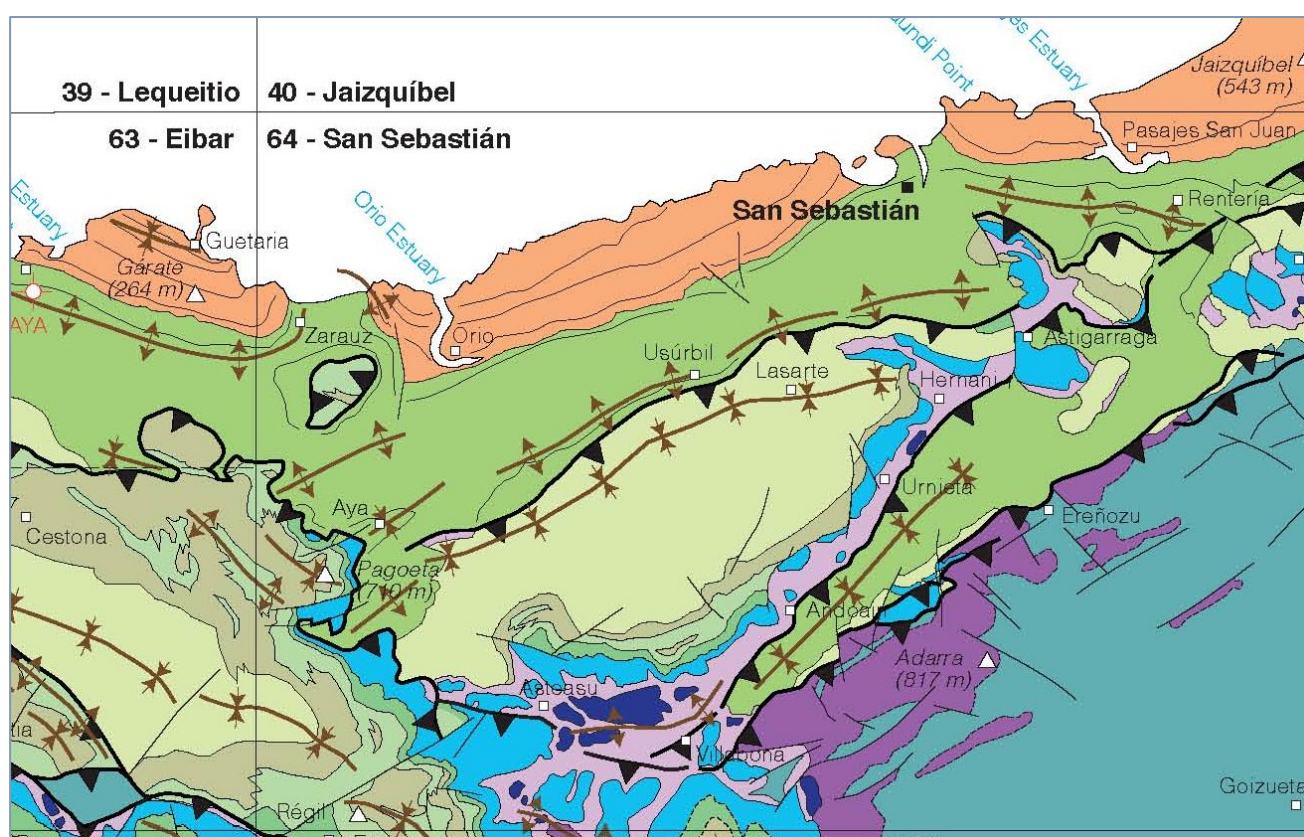 39 - Lequeitio
40 - Jaizquíbel
63 - Eibar
64 - San Sebastián
Point
Estuary
Jaizquíbel
(543 m)
Pasajes San Juan
Estuary
Orio Estuary
San Sebastián
Rentería
Guetaria
Gárate
(264 m)
Zarauz
Orio
Usúrbil
Lasarte
Hernani
Astigarraga
Urnieta
Aya
Ereñozu
Cestona
Pagoeta
(710 m)
Andoain
Adarra
(817 m)
Asteasu
Villabona
Régil
Goizueta